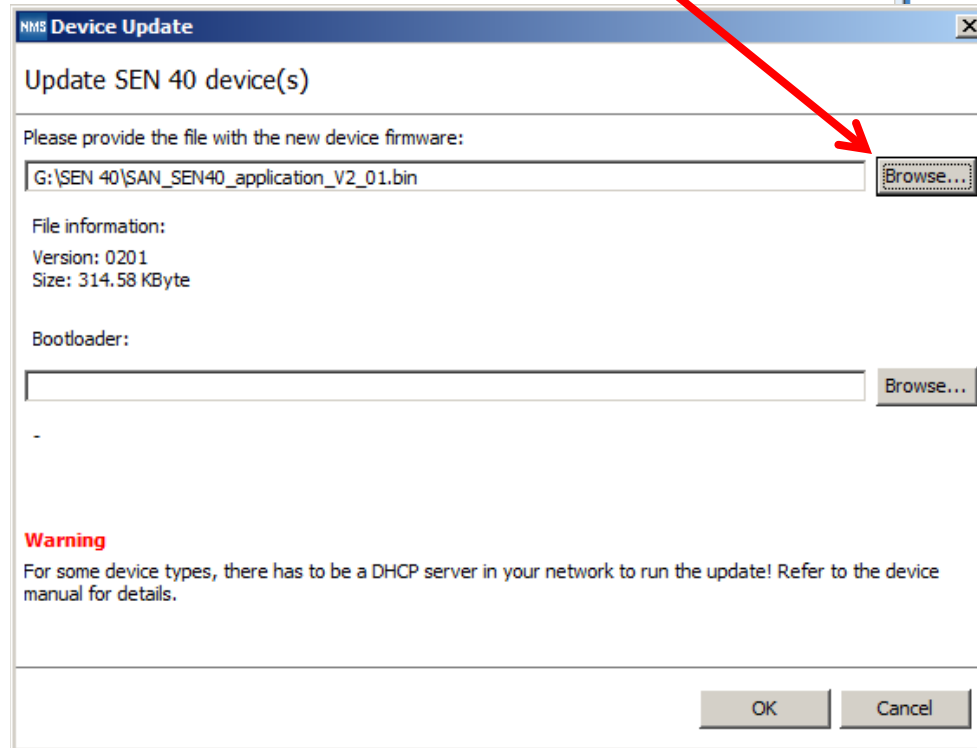 NMS Device Update
Update SEN 40 device(s)
Please provide the file with the new device firmware:
G:\SEN 40\SAN_SEN40_application_V2_01.bin
Browse...
File information:
Version: 0201
Size: 314.58 KByte
Bootloader:
Browse...
-
Warning
For some device types, there has to be a DHCP server in your network to run the update! Refer to the device
manual for details.
OK
Cancel